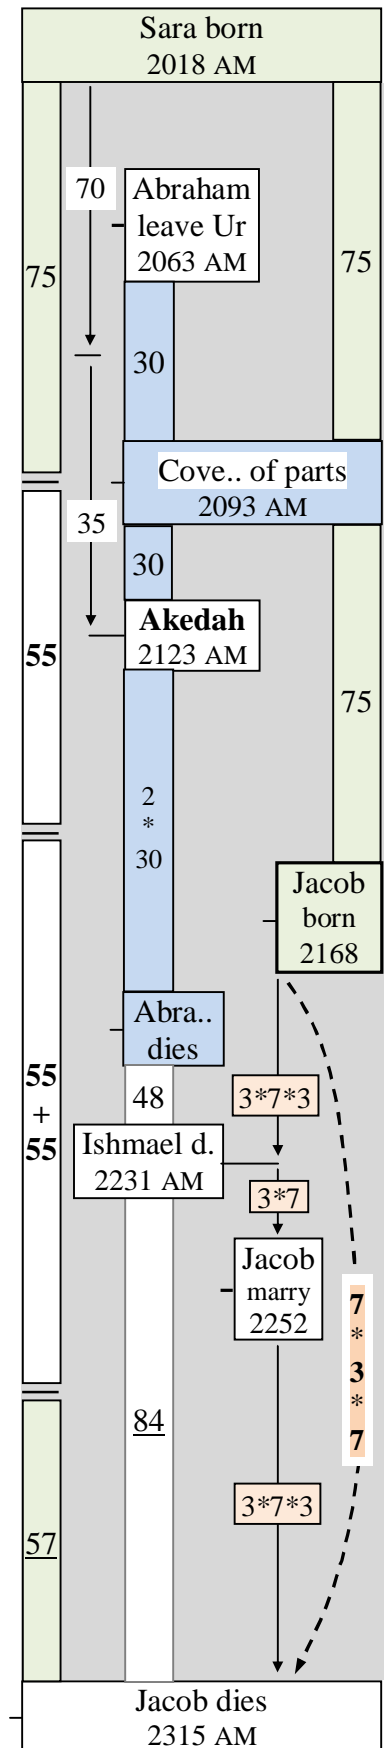 Sara born
2018 AM
70
Abraham
leave Ur
2063 AM
75
75
30
Cove.. of parts
2093 AM
35
30
Akedah
2123 AM
55
75
2
*
30
Jacob
born
2168
Abra..
dies
55
+
55
48
3*7*3
Ishmael d.
2231 AM
3*7
Jacob
marry
2252
7
*
3
*
7
84
3*7*3
57
Jacob dies
2315 AM